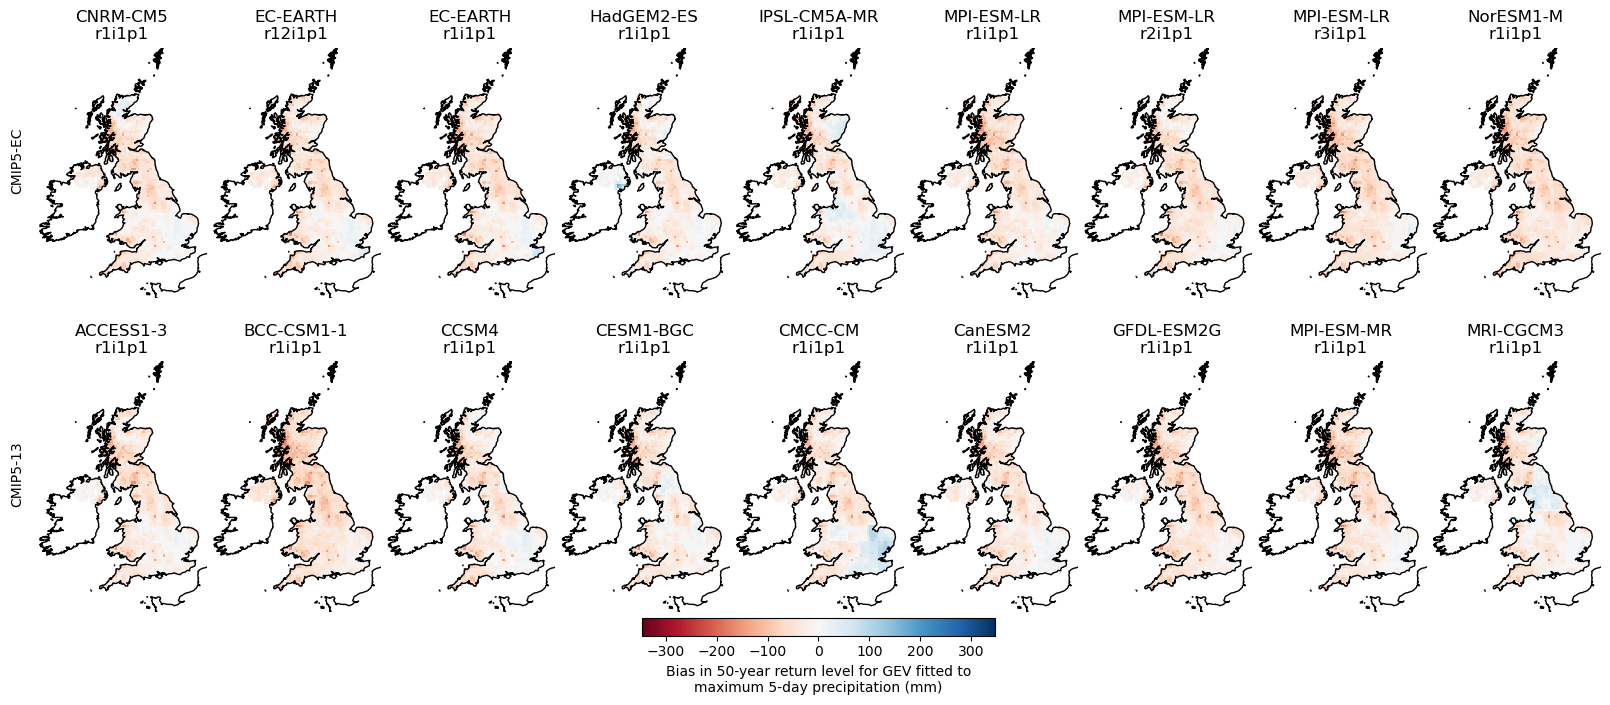 CNRM-CM5
r1i1p1
EC-EARTH
r12i1p1
EC-EARTH
r1i1p1
HadGEM2-ES
r1i1p1
IPSL-CM5A-MR
r1i1p1
MPI-ESM-LR
r1i1p1
MPI-ESM-LR
r2i1p1
MPI-ESM-LR
r3i1p1
NorESM1-M
r1i1p1
CMIP5-EC
ACCESS1-3
r1i1p1
BCC-CSM1-1
r1i1p1
CCSM4
r1i1p1
CESM1-BGC
r1i1p1
CMCC-CM
r1i1p1
CanESM2
r1i1p1
GFDL-ESM2G
r1i1p1
MPI-ESM-MR
r1i1p1
MRI-CGCM3
r1i1p1
CMIP5-13
−300 −200 −100 0 100 200 300
Bias in 50-year return level for GEV fitted to
maximum 5-day precipitation (mm)